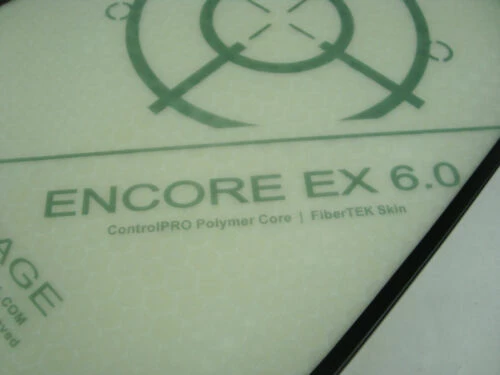 ENCORE EX 6.0
ControlPRO Polymer Core | FiberTEK Skin
AGE
.COM